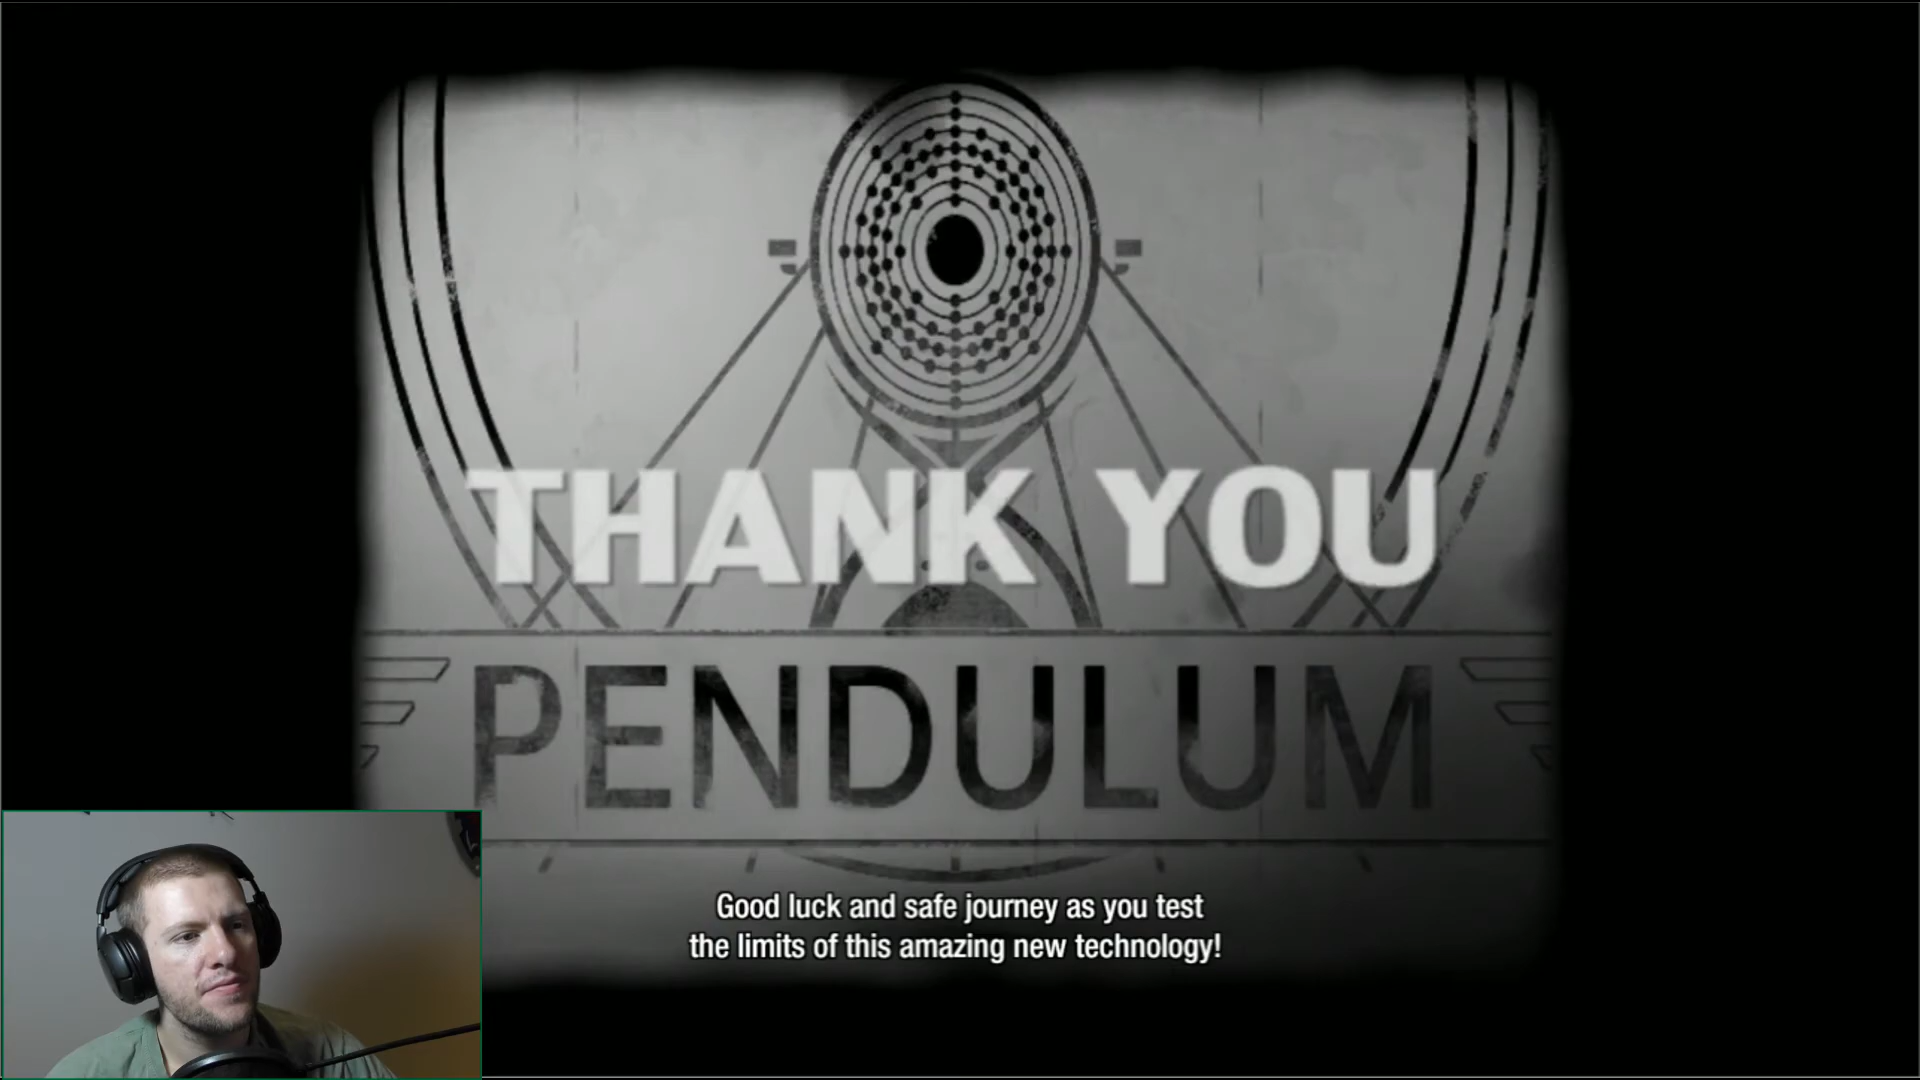 THANK YOU
PENDULUM
Good luck and safe journey as you test
the limits of this amazing new technology!